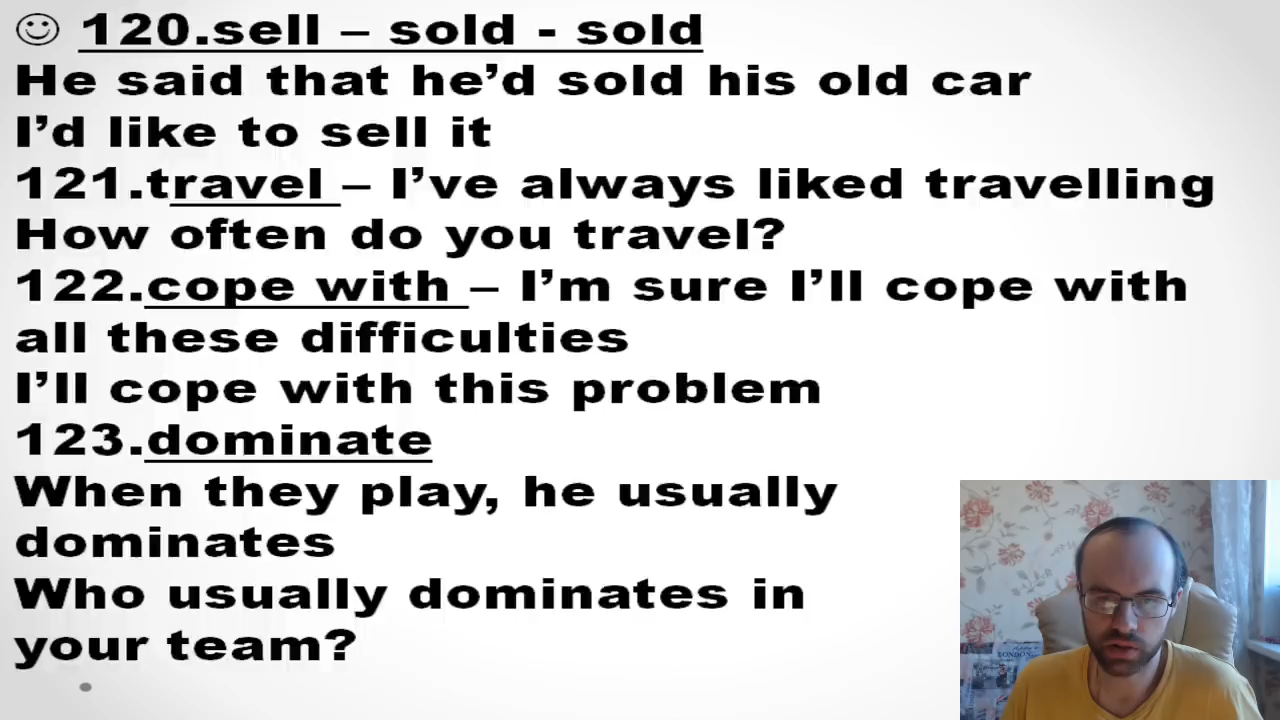 ☺ 120.sell – sold - sold
He said that he’d sold his old car
I’d like to sell it
121.travel – I’ve always liked travelling
How often do you travel?
122.cope with – I’m sure I’ll cope with
all these difficulties
I’ll cope with this problem
123.dominate
When they play, he usually
dominates
Who usually dominates in
your team?
LONDON